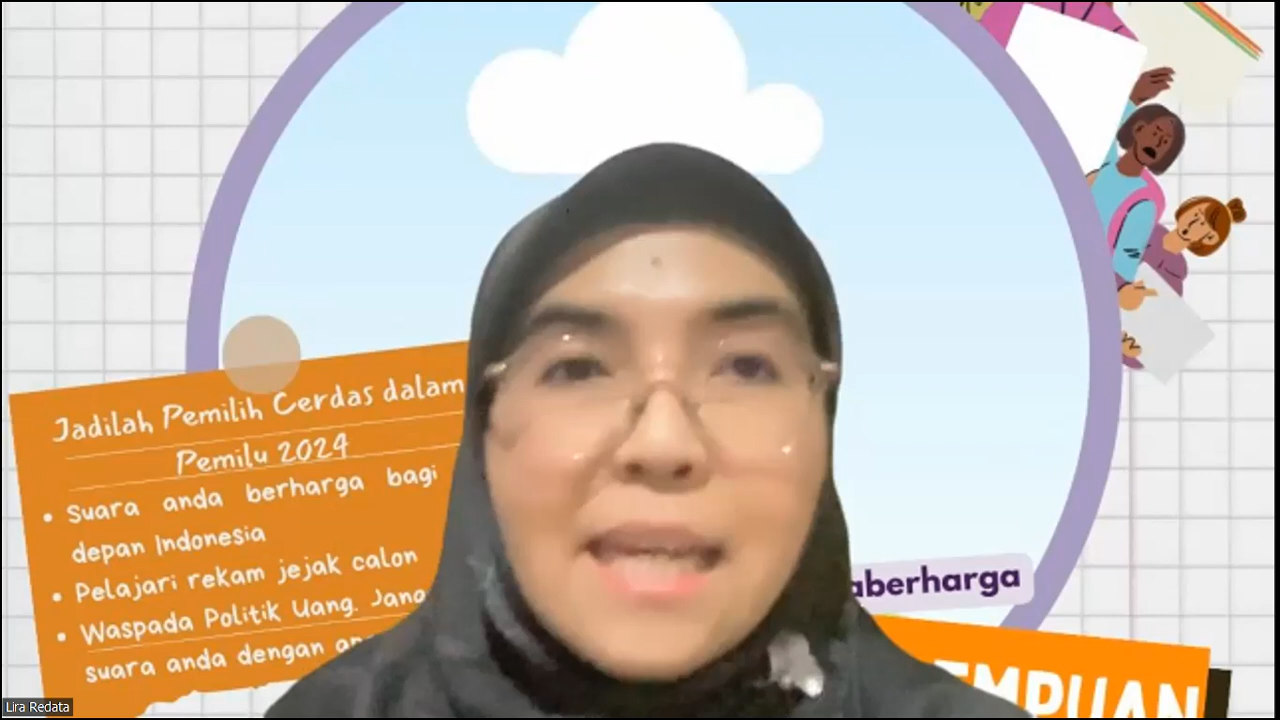 Jadilah Pemilih Cerdas dalam
Pemilu 2024
• Suara anda berharga bagi
depan Indonesia
• Pelajari rekam jejak calon
• Waspada Politik Uang.
suara anda dengan
aberharga
EMPUAN
Lira Redata